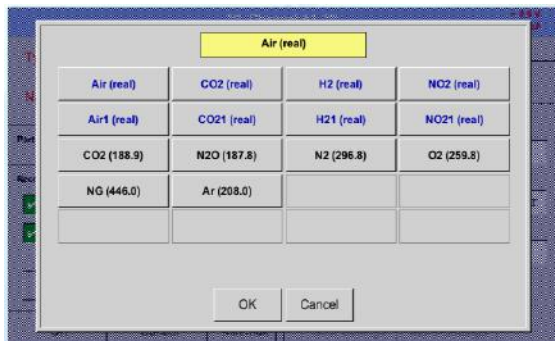 Air (real)
Air (real) CO2 (real) H2 (real) NO2 (real)
Air1 (real) CO21 (real) H21 (real) NO21 (real)
CO2 (188.9) N2O (187.8) N2 (296.8) O2 (259.8)
NG (446.0) Ar (208.0)
OK Cancel